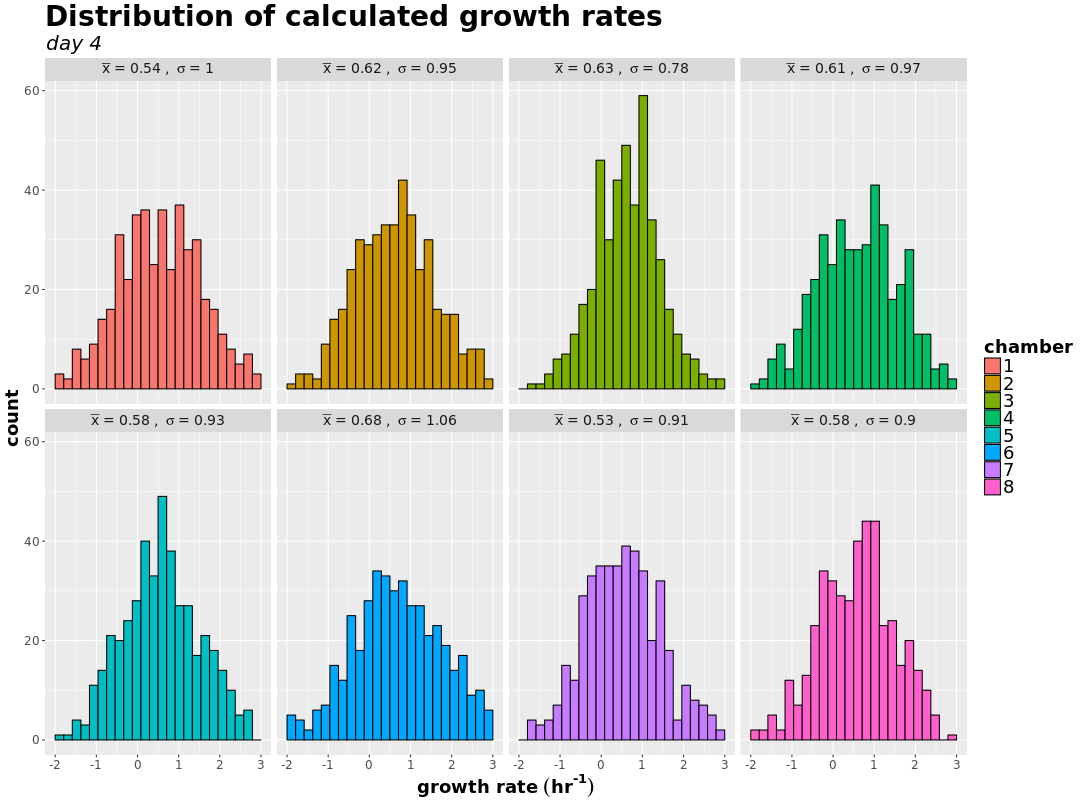 Distribution of calculated growth rates
day 4
x̅ = 0.54 , σ = 1
x̅ = 0.62 , σ = 0.95
x̅ = 0.63 , σ = 0.78
x̅ = 0.61 , σ = 0.97
60
40
20
0
x̅ = 0.58 , σ = 0.93
x̅ = 0.68 , σ = 1.06
x̅ = 0.53 , σ = 0.91
x̅ = 0.58 , σ = 0.9
60
40
20
0
-2 -1 0 1 2 3
-2 -1 0 1 2 3
-2 -1 0 1 2 3
-2 -1 0 1 2 3
count
growth rate (hr⁻¹)
chamber
1
2
3
4
5
6
7
8